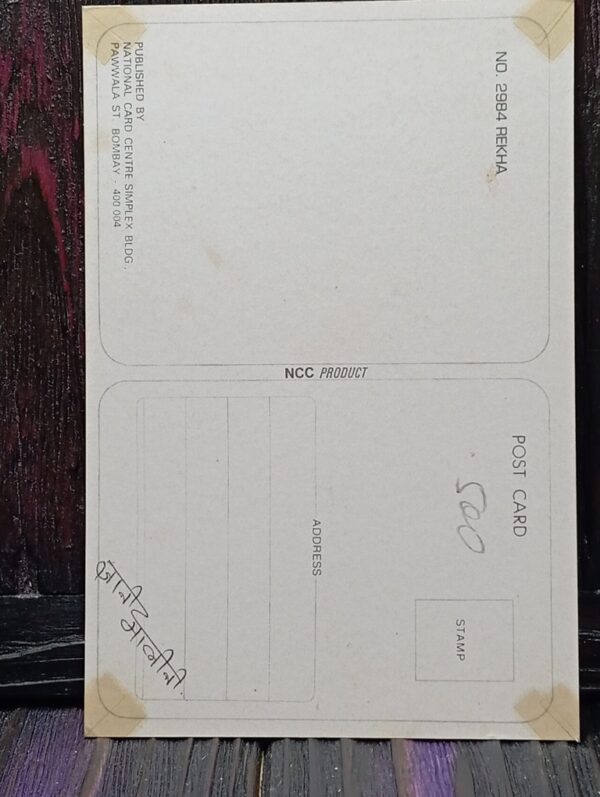 NO. 2984 REKHA
PUBLISHED BY
NATIONAL CARD CENTRE SIMPLEX BLDG.,
PAWWALA ST. BOMBAY - 400 004
NCC PRODUCT
POST CARD
500
STAMP
ADDRESS